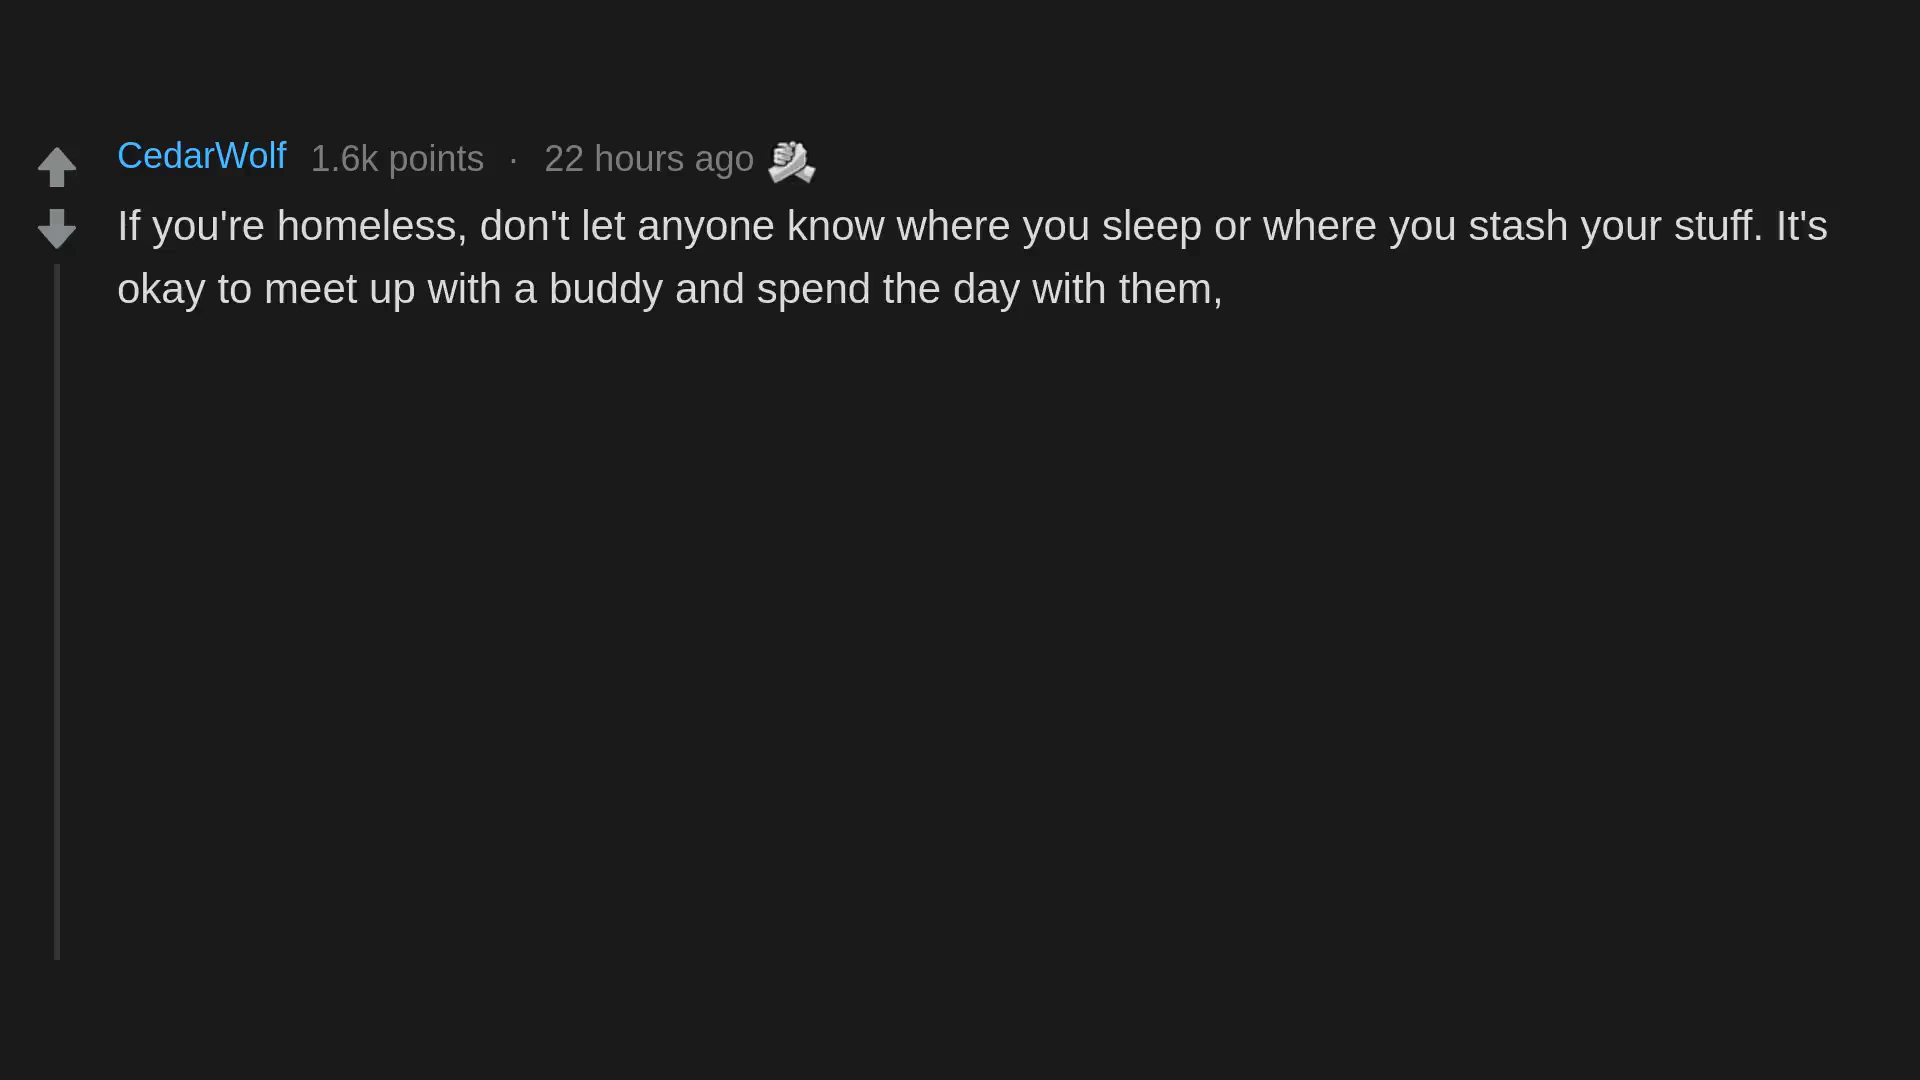 CedarWolf 1.6k points · 22 hours ago
If you're homeless, don't let anyone know where you sleep or where you stash your stuff. It's
okay to meet up with a buddy and spend the day with them,